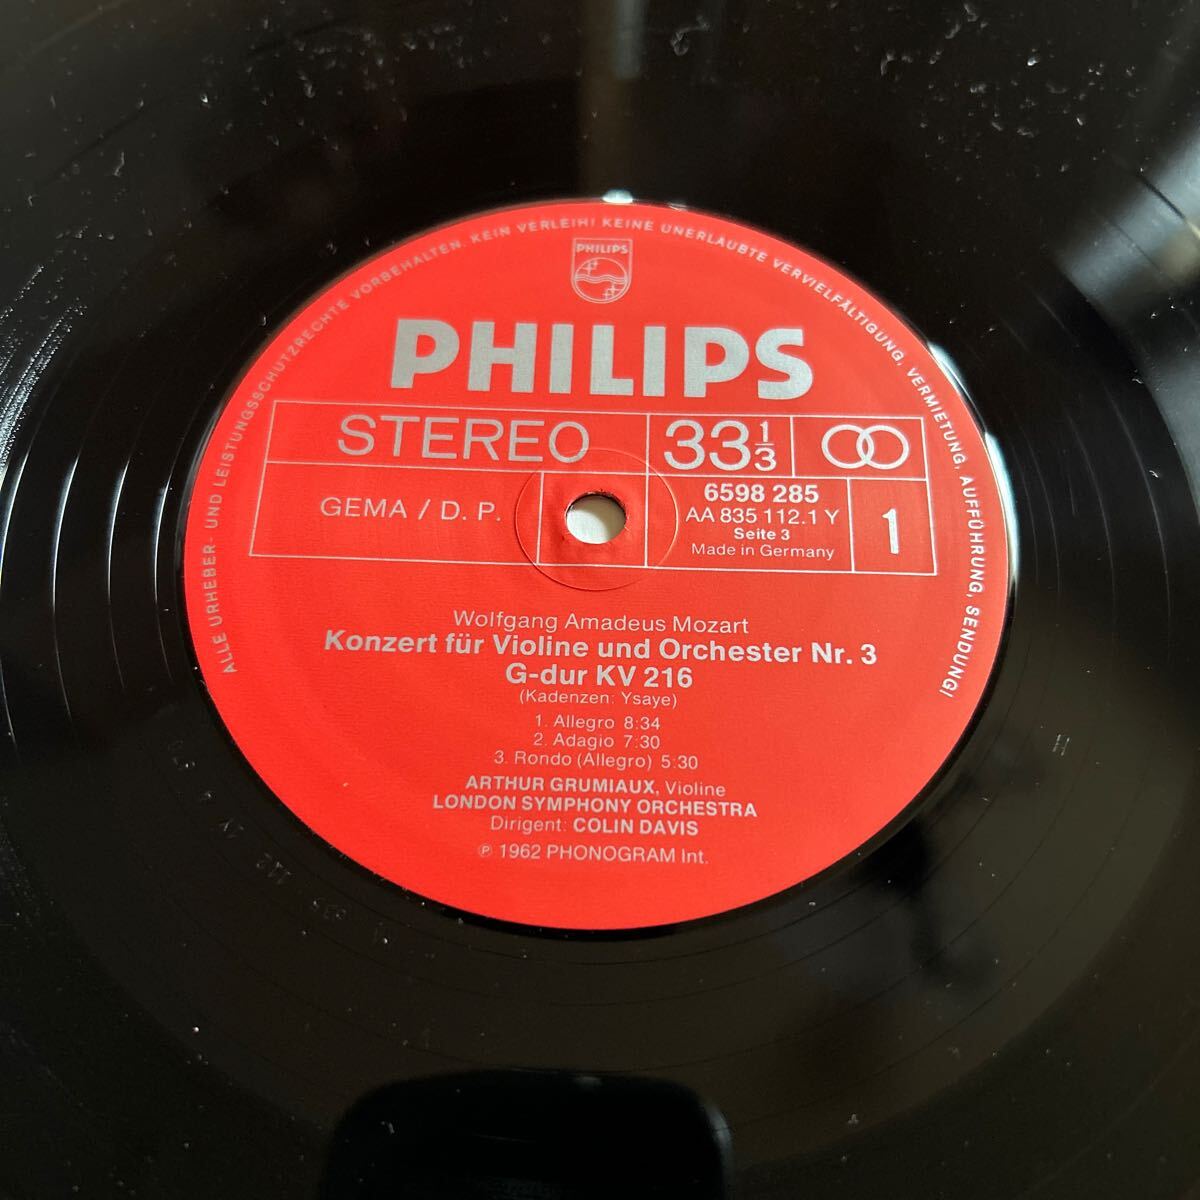 ALLE URHEBER- UND LEISTUNGSSCHUTZRECHTE VORBEHALTEN. KEIN VERLEIH! KEINE UNERLAUBTE VERVIELFÄLTIGUNG, VERMIETUNG, AUFFÜHRUNG, SENDUNG!
PHILIPS
PHILIPS
STEREO 33 1/3
GEMA / D. P.
6598 285
AA 835 112.1 Y
Seite 3
Made in Germany
1
Wolfgang Amadeus Mozart
Konzert für Violine und Orchester Nr. 3
G-dur KV 216
(Kadenzen: Ysaye)
1. Allegro 8:34
2. Adagio 7:30
3. Rondo (Allegro) 5:30
ARTHUR GRUMIAUX, Violine
LONDON SYMPHONY ORCHESTRA
Dirigent: COLIN DAVIS
℗ 1962 PHONOGRAM Int.